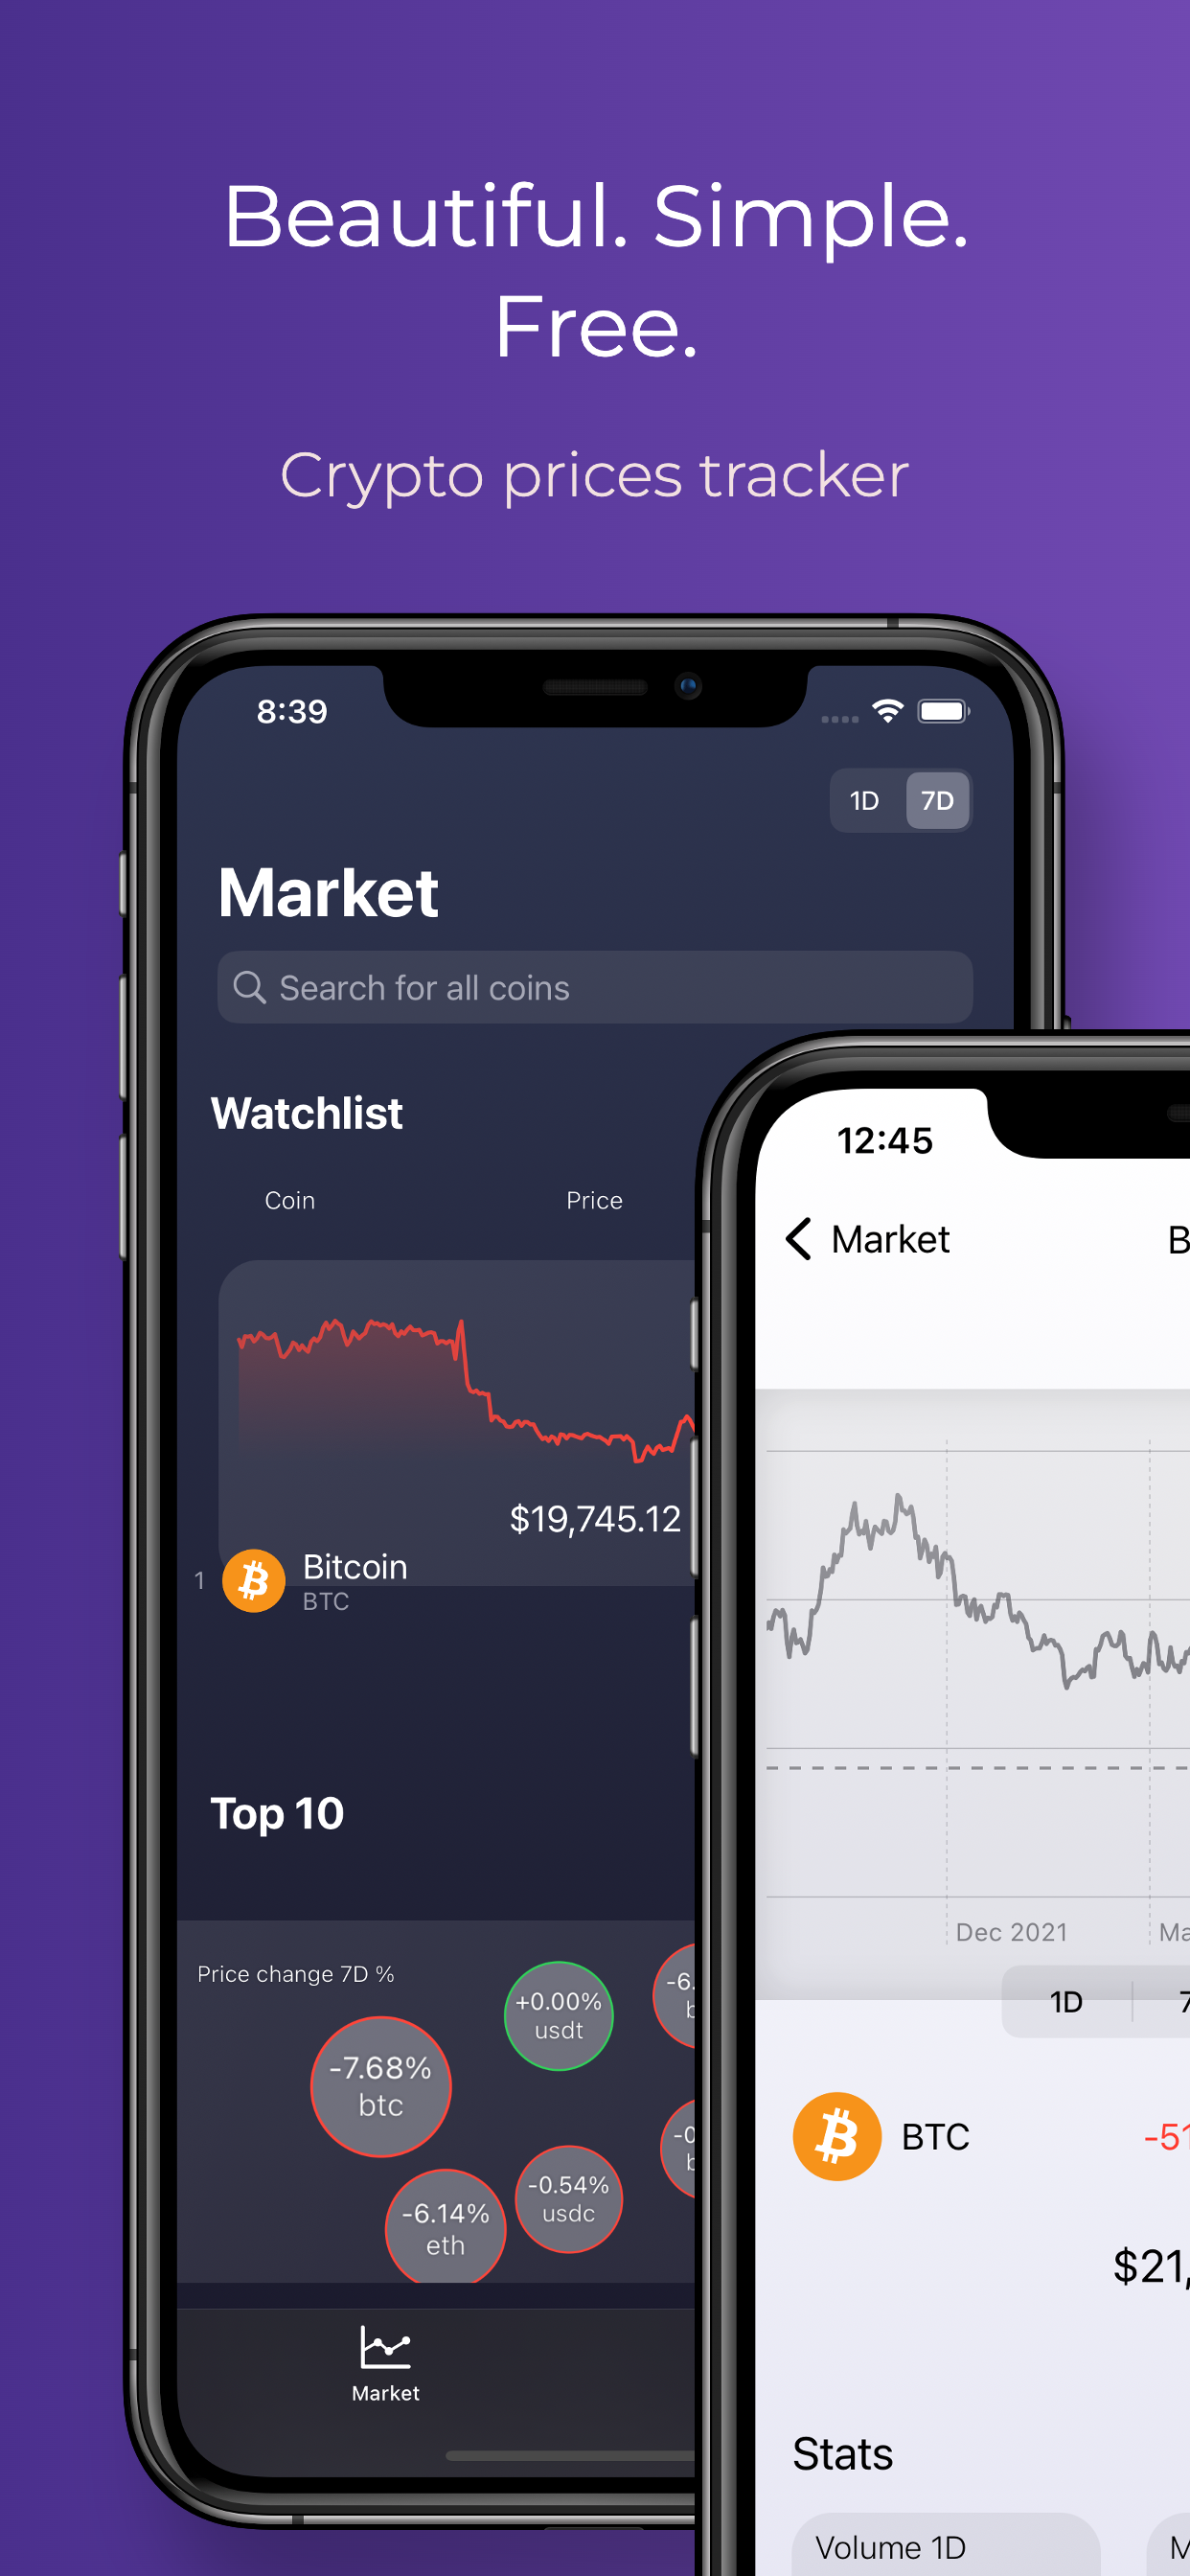 Beautiful. Simple.
Free.
Crypto prices tracker
8:39
1D 7D
Market
Search for all coins
Watchlist
Coin Price
$19,745.12
1 Bitcoin
BTC
Top 10
Price change 7D %
+0.00%
usdt
-7.68%
btc
-0.54%
usdc
-6.14%
eth
Market
12:45
Market
Dec 2021
1D
BTC
$21,
Stats
Volume 1D